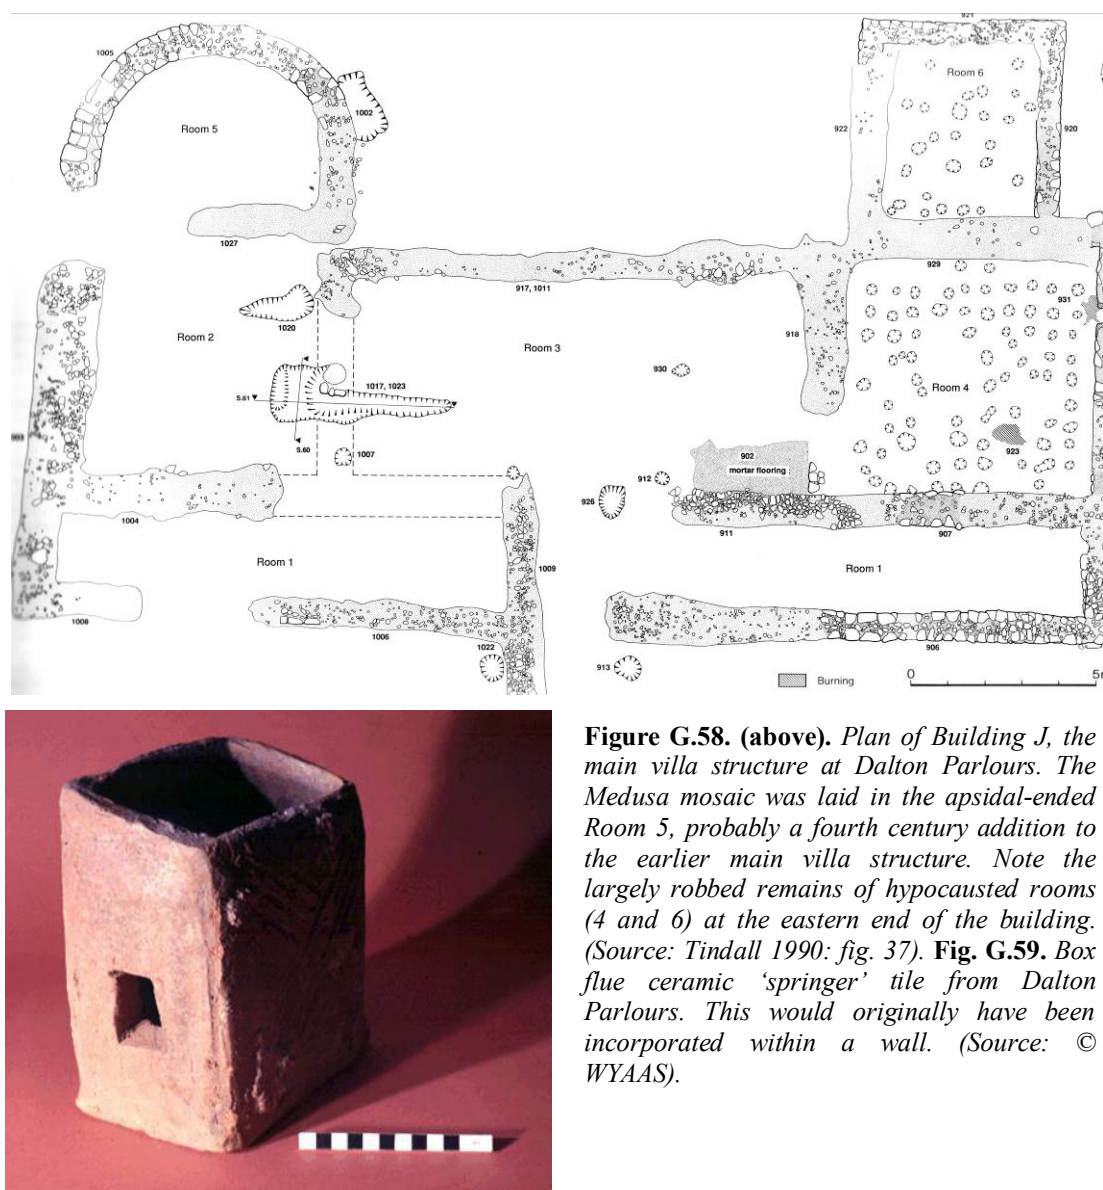 921
1005
Room 6
1002
Room 5
922
920
1027
929
917, 1011
931
1020
Room 2
918
Room 3
930
1017, 1023
Room 4
S.61
S.60
923
1007
902
mortar flooring
912
926
1004
911
907
Room 1
1009
Room 1
1008
1006
1022
906
913
Burning
0
Figure G.58. (above). Plan of Building J, the
main villa structure at Dalton Parlours. The
Medusa mosaic was laid in the apsidal-ended
Room 5, probably a fourth century addition to
the earlier main villa structure. Note the
largely robbed remains of hypocausted rooms
(4 and 6) at the eastern end of the building.
(Source: Tindall 1990: fig. 37). Fig. G.59. Box
flue ceramic ‘springer’ tile from Dalton
Parlours. This would originally have been
incorporated within a wall. (Source: ©
WYAAS).